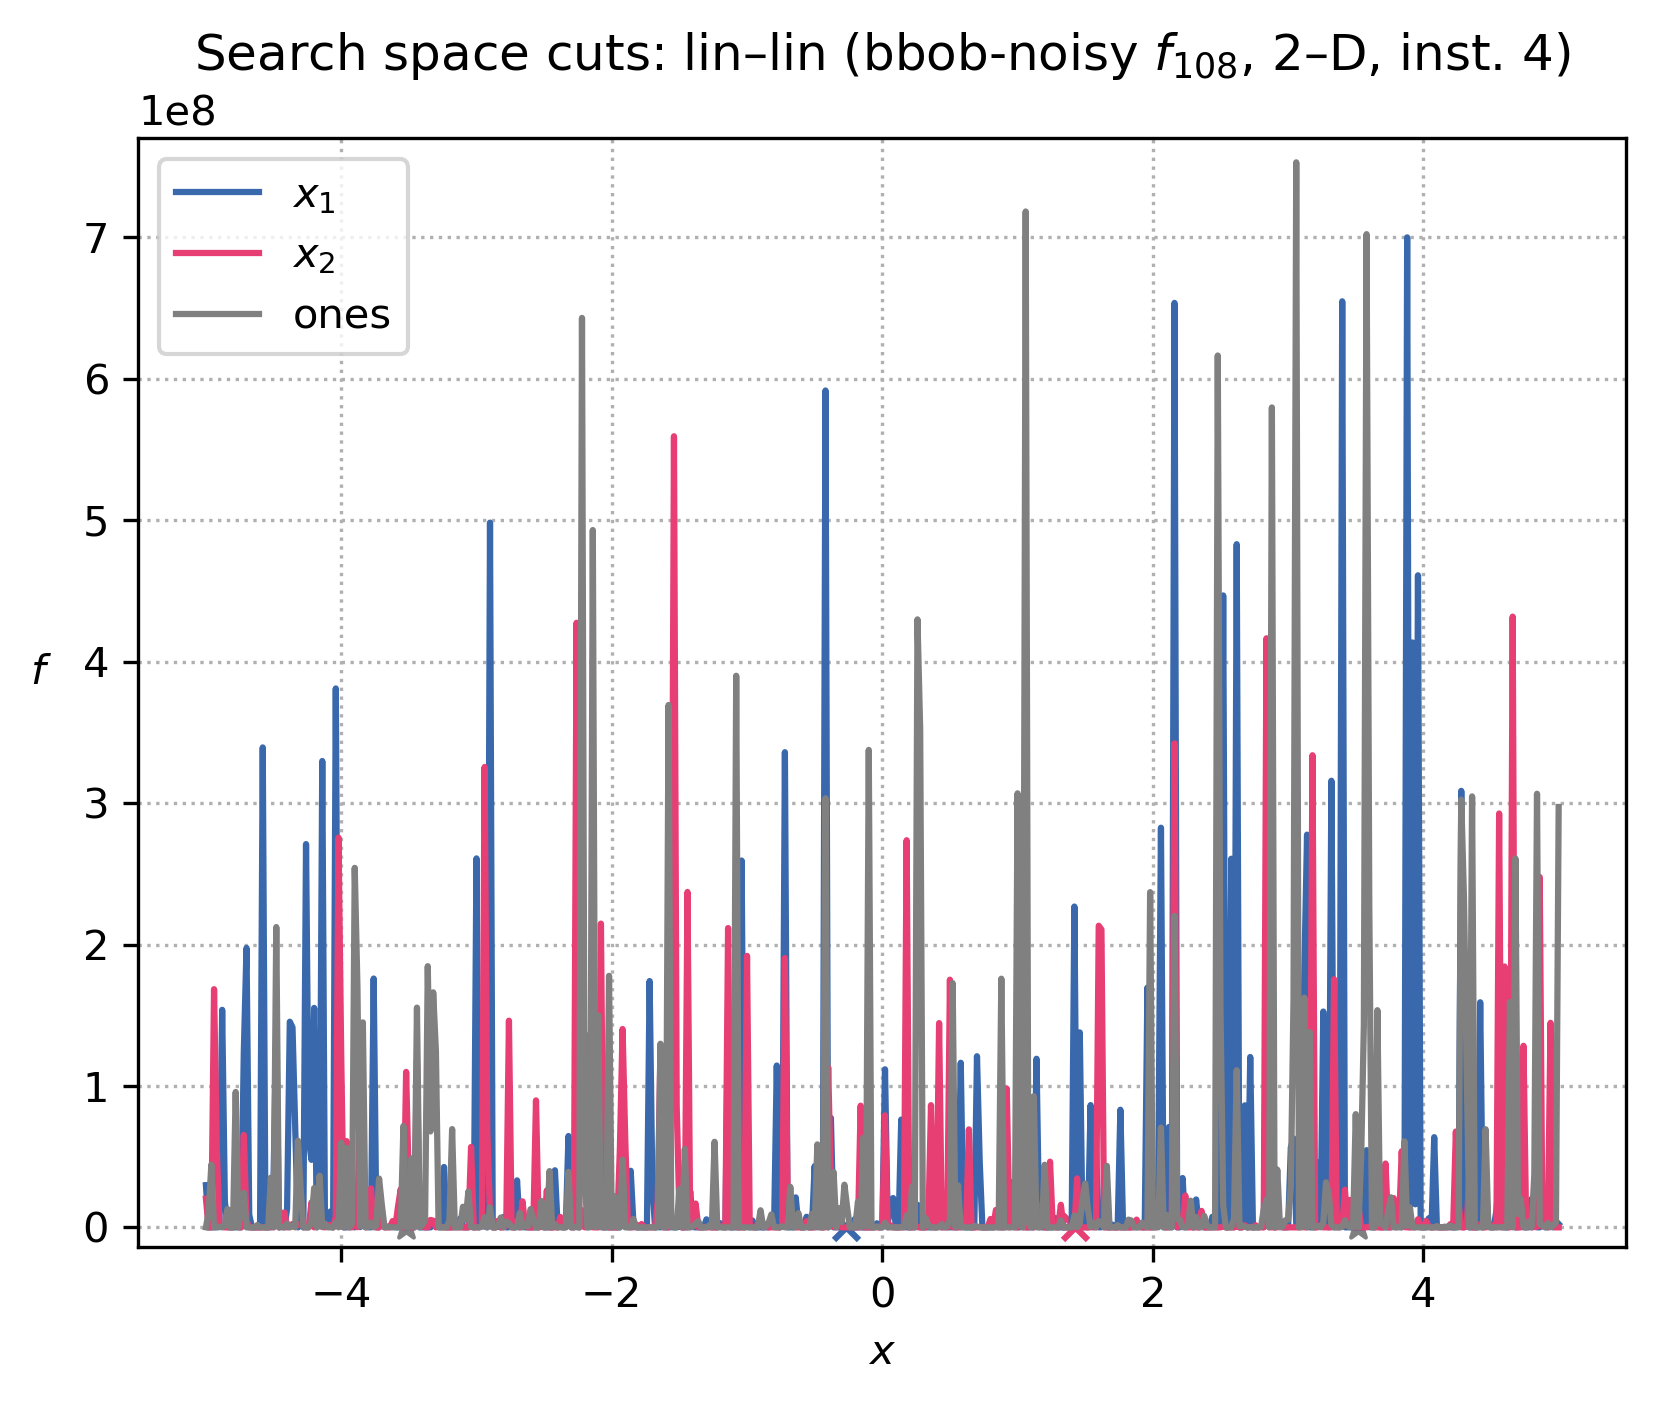 Search space cuts: lin–lin (bbob-noisy f₁₀₈, 2–D, inst. 4)
1e8
x₁
x₂
ones
7
6
5
4
3
2
1
0
f
−4
−2
0
2
4
x